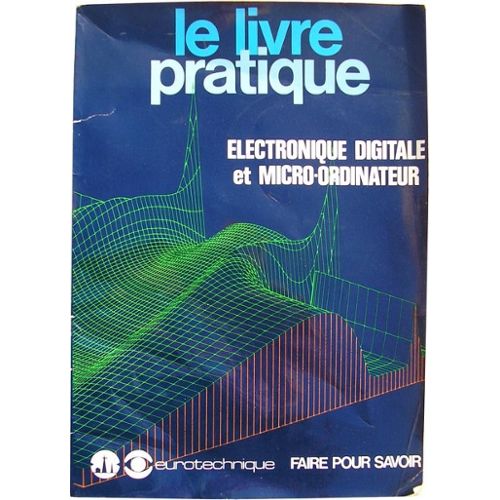 le livre
pratique
ELECTRONIQUE DIGITALE
et MICRO-ORDINATEUR
eurotechnique FAIRE POUR SAVOIR